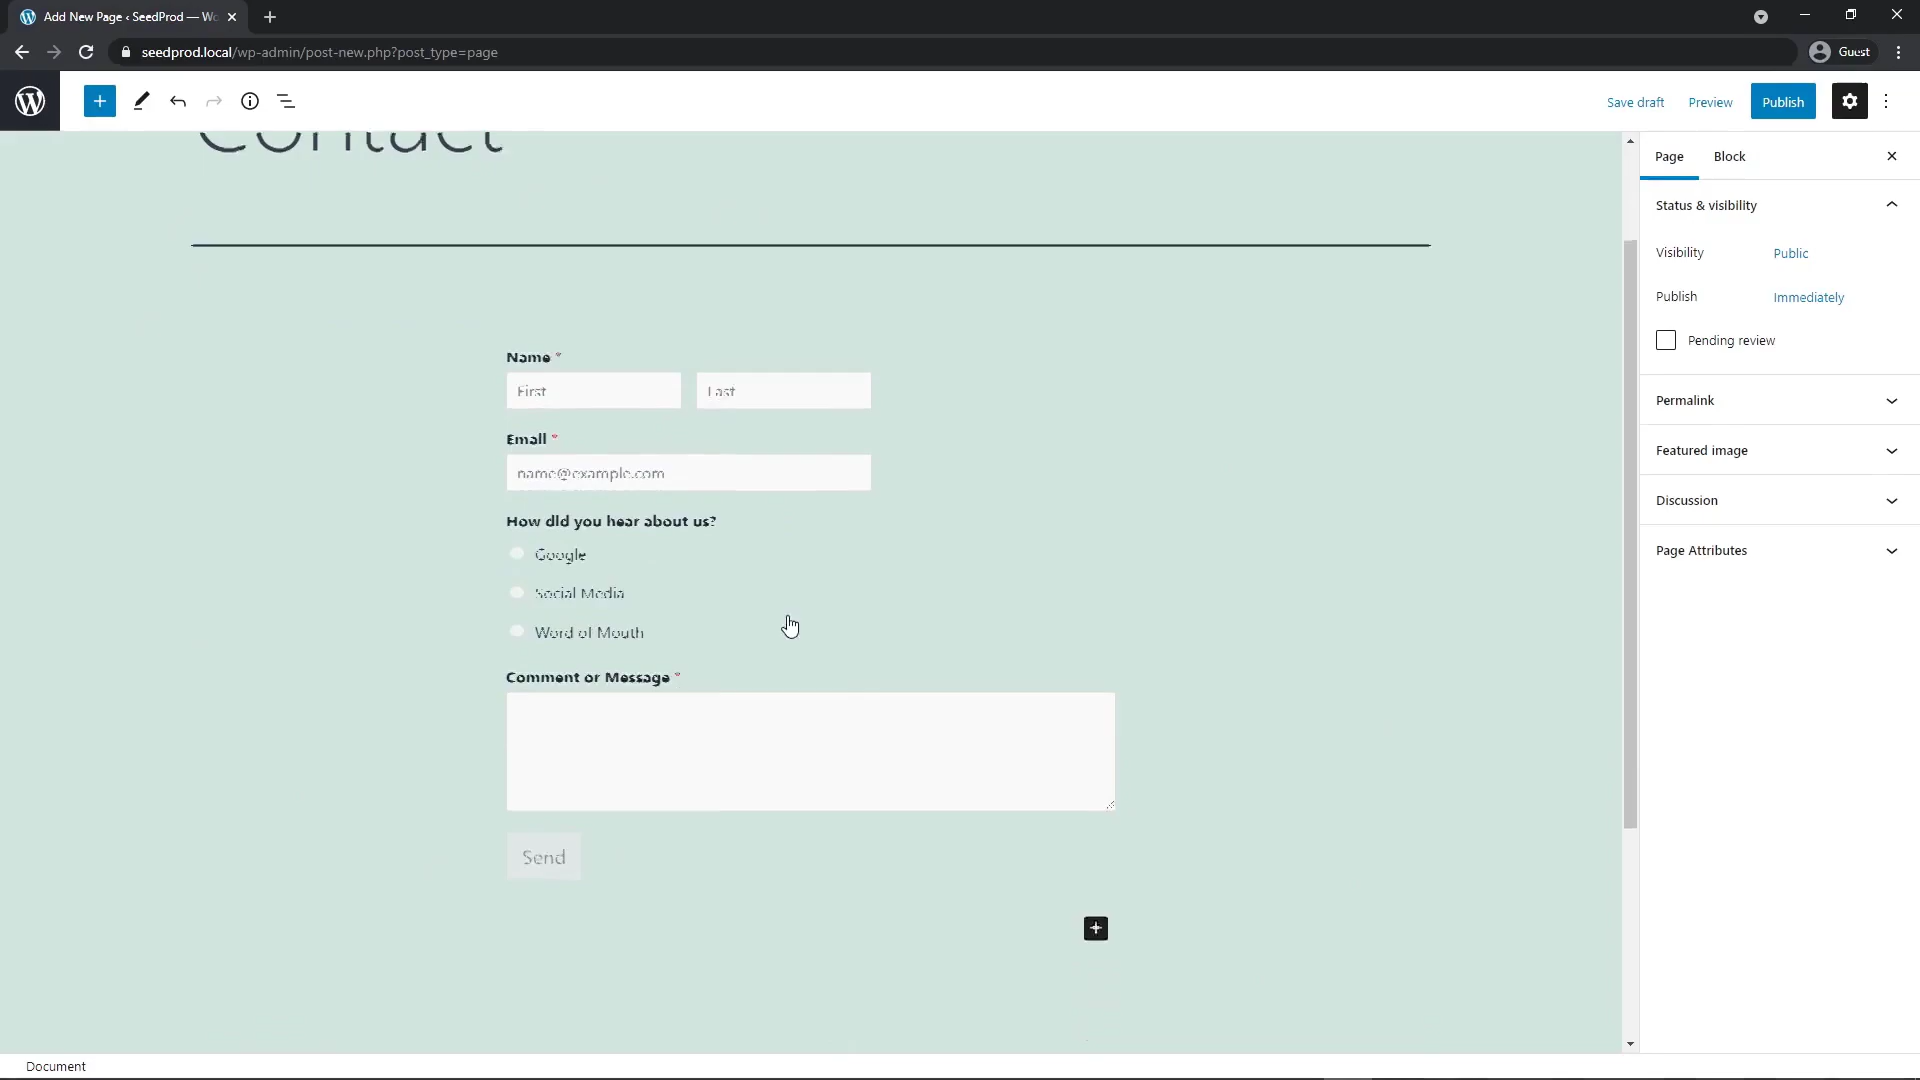 Add New Page ‹ SeedProd — Wo
seedprod.local/wp-admin/post-new.php?post_type=page
Guest
Save draft
Preview
Publish
Contact
Page
Block
Status & visibility
Visibility
Public
Publish
Immediately
Pending review
Permalink
Featured image
Discussion
Page Attributes
Name *
First
Last
Email *
name@example.com
How did you hear about us?
Google
Social Media
Word of Mouth
Comment or Message *
Send
Document